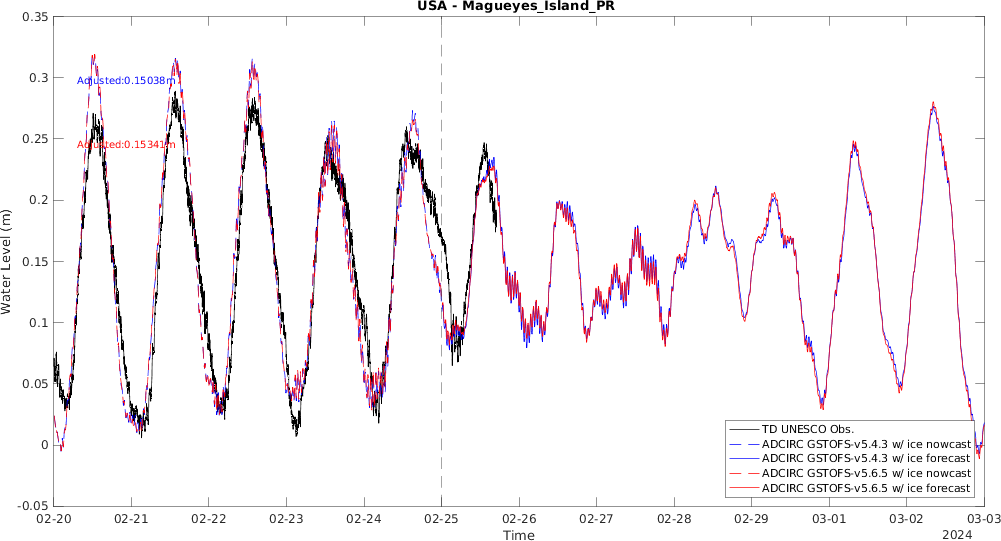 USA - Magueyes_Island_PR
0.35
0.3
0.25
0.2
0.15
0.1
0.05
0
-0.05
Water Level (m)
Adjusted:0.15038m
Adjusted:0.15341m
TD UNESCO Obs.
ADCIRC GSTOFS-v5.4.3 w/ ice nowcast
ADCIRC GSTOFS-v5.4.3 w/ ice forecast
ADCIRC GSTOFS-v5.6.5 w/ ice nowcast
ADCIRC GSTOFS-v5.6.5 w/ ice forecast
02-20 02-21 02-22 02-23 02-24 02-25 02-26 02-27 02-28 02-29 03-01 03-02 03-03
Time
2024